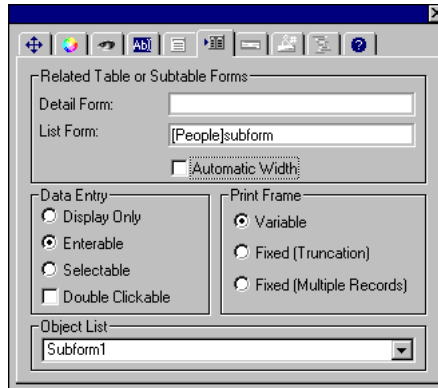 Ab
Related Table or Subtable Forms
Detail Form:
List Form: [People]subform
Automatic Width
Data Entry
Display Only
Enterable
Selectable
Double Clickable
Print Frame
Variable
Fixed (Truncation)
Fixed (Multiple Records)
Object List
Subform1